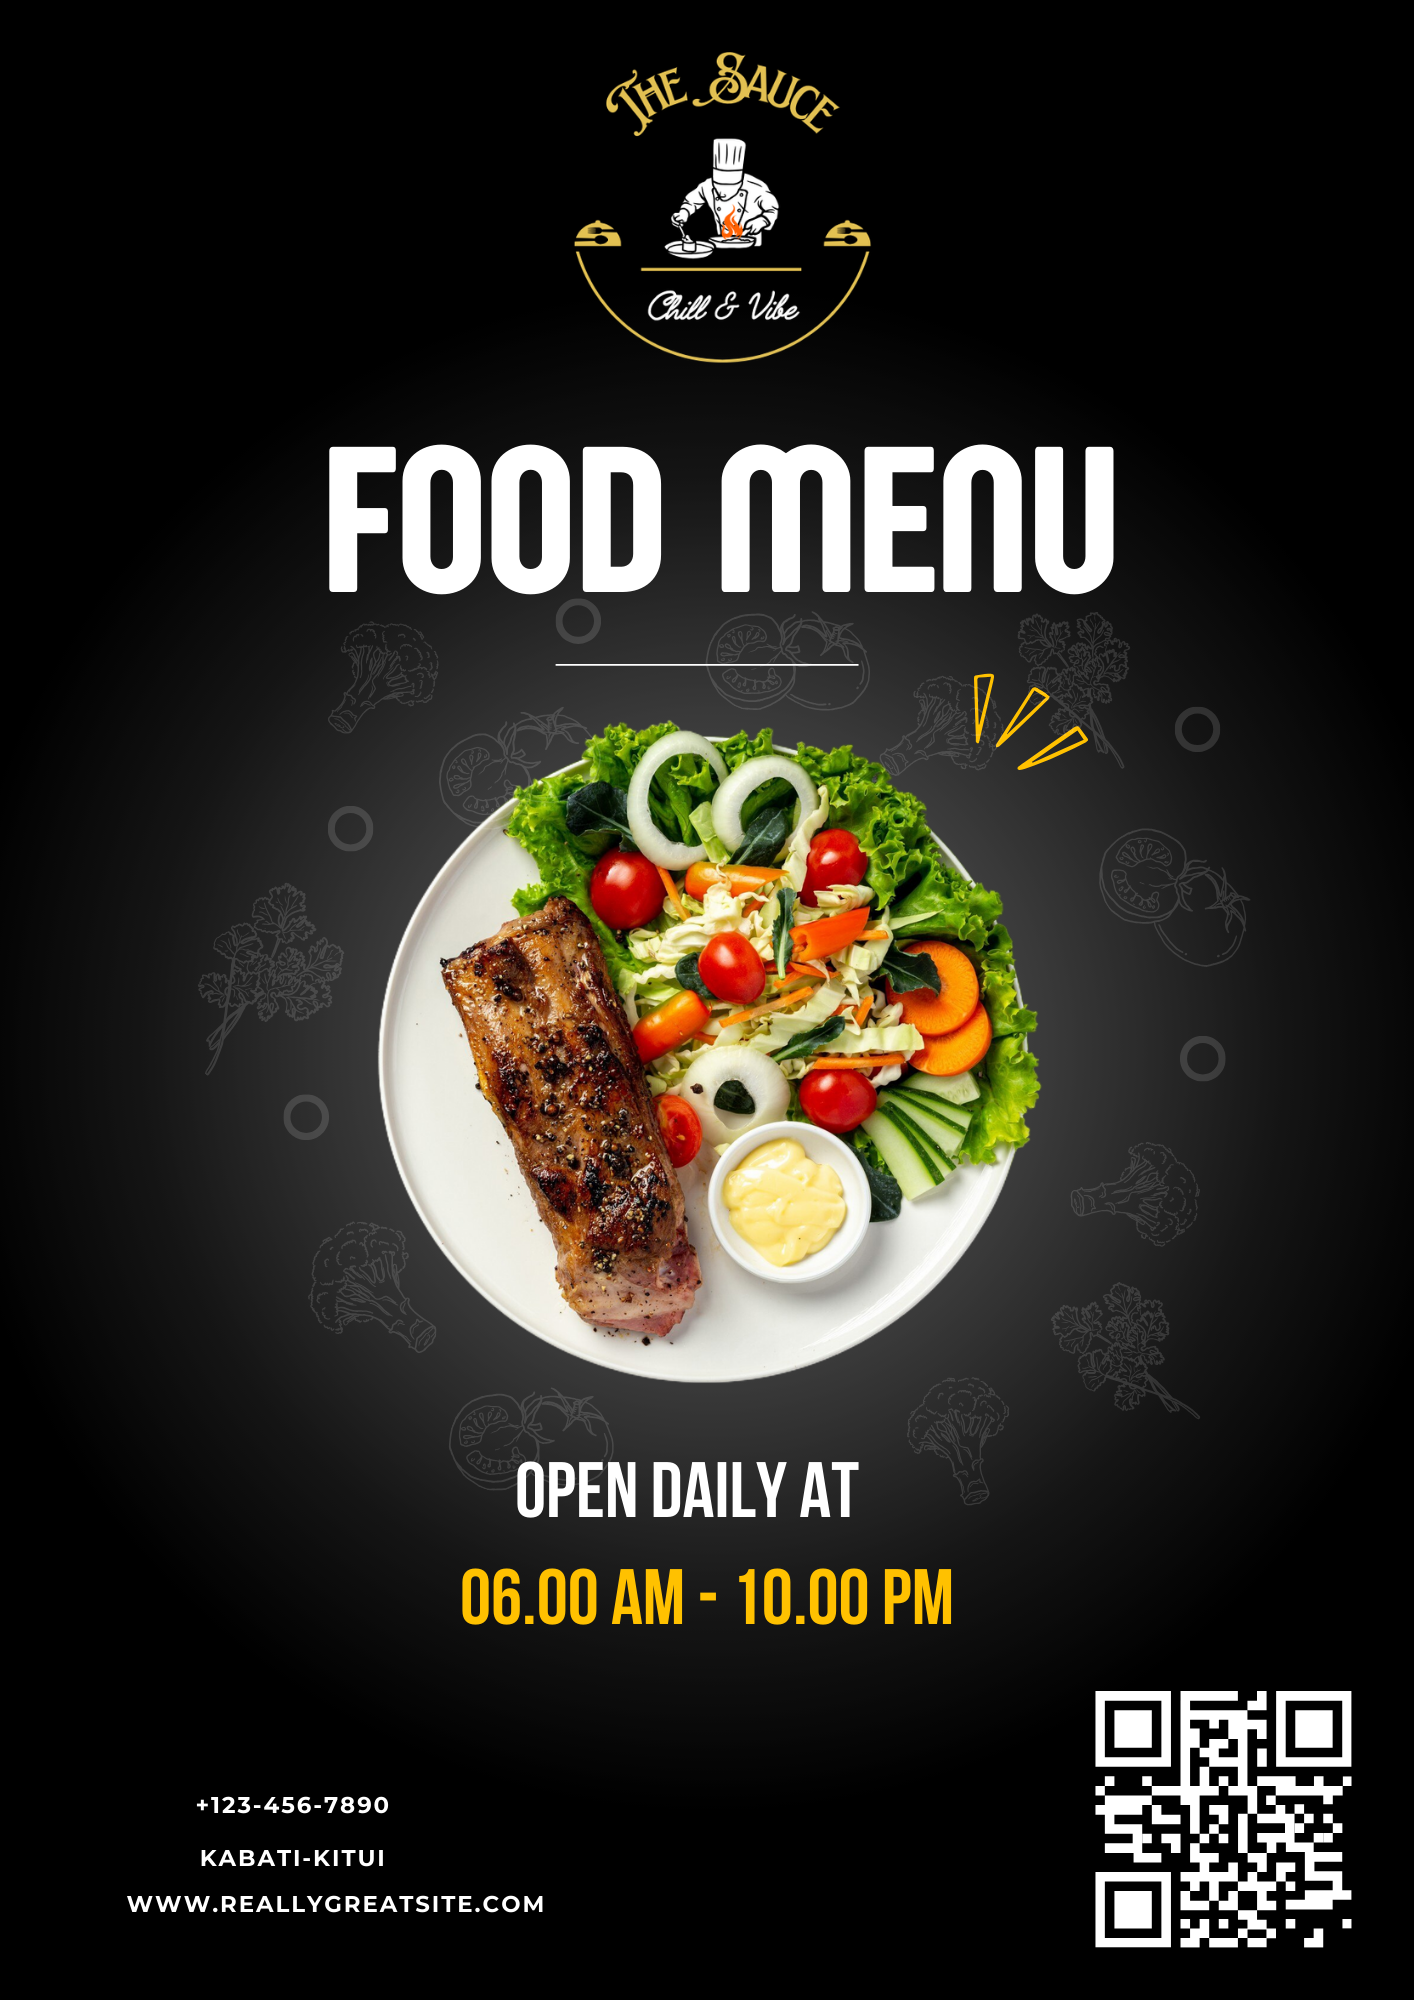 The Sauce
Chill & Vibe
FOOD MENU
OPEN DAILY AT
06.00 AM - 10.00 PM
+123-456-7890
KABATI-KITUI
WWW.REALLYGREATSITE.COM